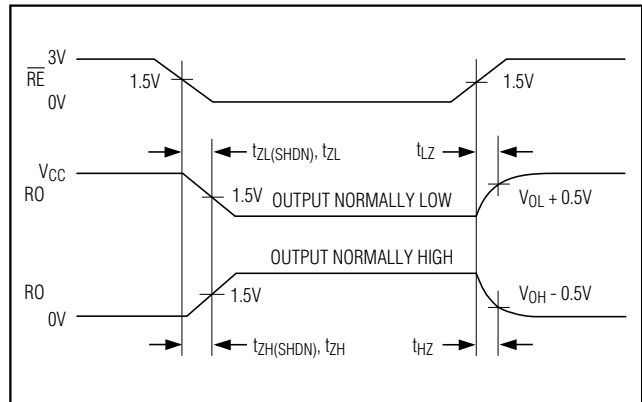 3V
R̅E̅
1.5V
1.5V
0V
tZL(SHDN), tZL
tLZ
VCC
RO
1.5V
OUTPUT NORMALLY LOW
VOL + 0.5V
OUTPUT NORMALLY HIGH
RO
1.5V
VOH - 0.5V
0V
tZH(SHDN), tZH
tHZ